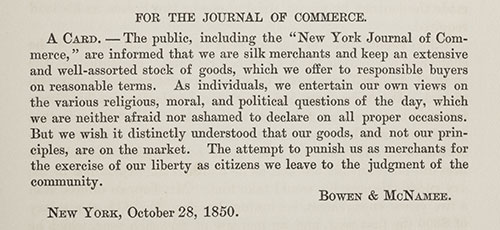 FOR THE JOURNAL OF COMMERCE.
A CARD. — The public, including the “New York Journal of Com-
merce,” are informed that we are silk merchants and keep an extensive
and well-assorted stock of goods, which we offer to responsible buyers
on reasonable terms. As individuals, we entertain our own views on
the various religious, moral, and political questions of the day, which
we are neither afraid nor ashamed to declare on all proper occasions.
But we wish it distinctly understood that our goods, and not our prin-
ciples, are on the market. The attempt to punish us as merchants for
the exercise of our liberty as citizens we leave to the judgment of the
community.
BOWEN & MCNAMEE.
NEW YORK, October 28, 1850.